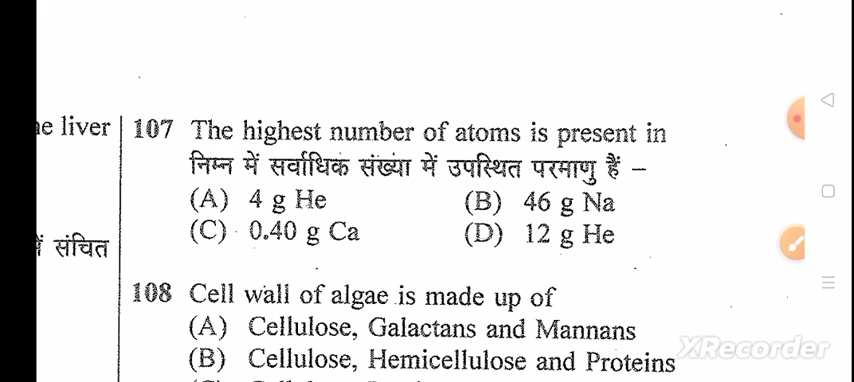 ne liver
में संचित
107 The highest number of atoms is present in
निम्न में सर्वाधिक संख्या में उपस्थित परमाणु हैं –
(A) 4 g He (B) 46 g Na
(C) 0.40 g Ca (D) 12 g He
108 Cell wall of algae is made up of
(A) Cellulose, Galactans and Mannans
(B) Cellulose, Hemicellulose and Proteins
XRecorder